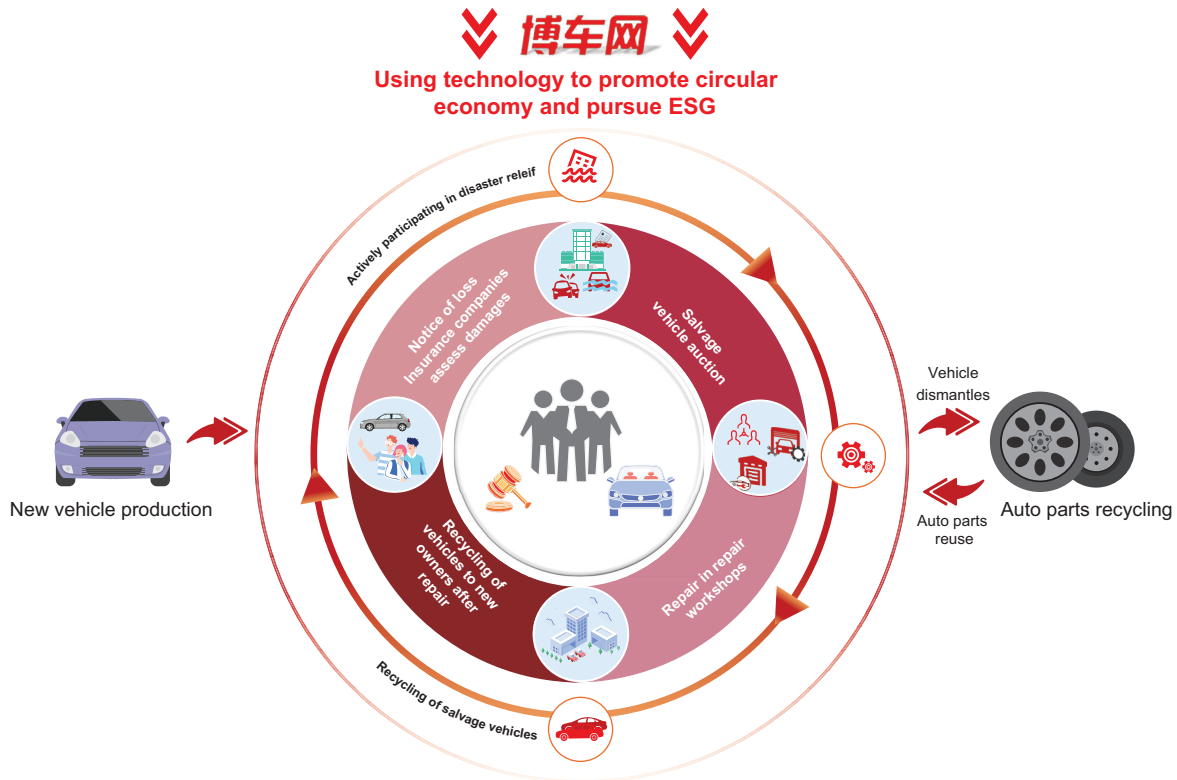 博车网
Using technology to promote circular
economy and pursue ESG
Actively participating in disaster releif
Notice of loss
Insurance companies
assess damages
Salvage
vehicle auction
Vehicle
dismantles
New vehicle production
Auto parts recycling
Auto parts
reuse
Recycling of
vehicles to new
owners after
repair
Repair in repair
workshops
Recycling of salvage vehicles